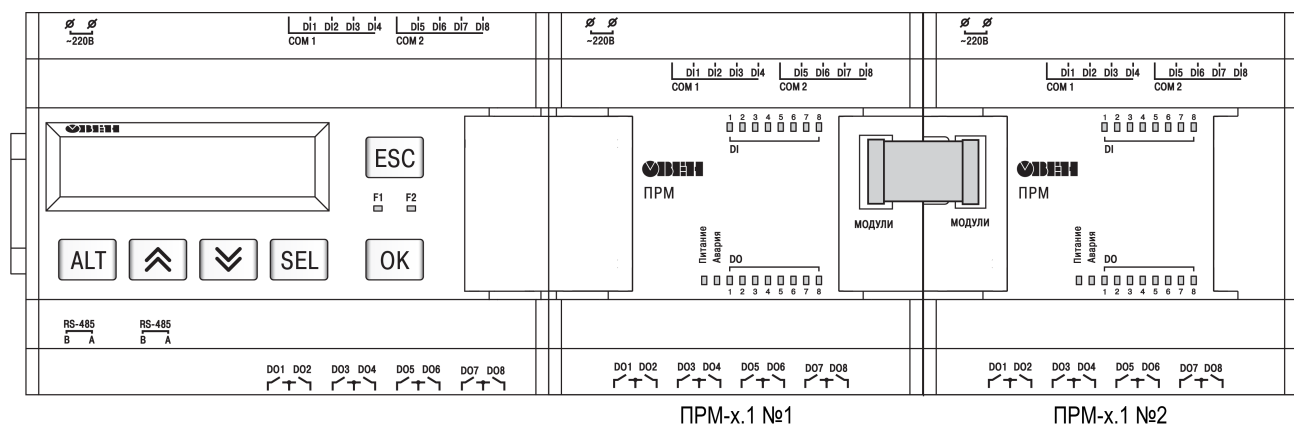 ~220В DI1 DI2 DI3 DI4 DI5 DI6 DI7 DI8 ~220В ~220В
COM 1 COM 2
DI1 DI2 DI3 DI4 DI5 DI6 DI7 DI8 DI1 DI2 DI3 DI4 DI5 DI6 DI7 DI8
COM 1 COM 2 COM 1 COM 2
ОВЕН 1 2 3 4 5 6 7 8 1 2 3 4 5 6 7 8
DI DI
ESC
ОВЕН ОВЕН
F1 F2 ПРМ ПРМ
МОДУЛИ МОДУЛИ
ALT SEL OK
Питание Авария DO Питание Авария DO
1 2 3 4 5 6 7 8 1 2 3 4 5 6 7 8
RS-485 RS-485
B A B A
DO1 DO2 DO3 DO4 DO5 DO6 DO7 DO8 DO1 DO2 DO3 DO4 DO5 DO6 DO7 DO8 DO1 DO2 DO3 DO4 DO5 DO6 DO7 DO8
ПРМ-х.1 №1 ПРМ-х.1 №2